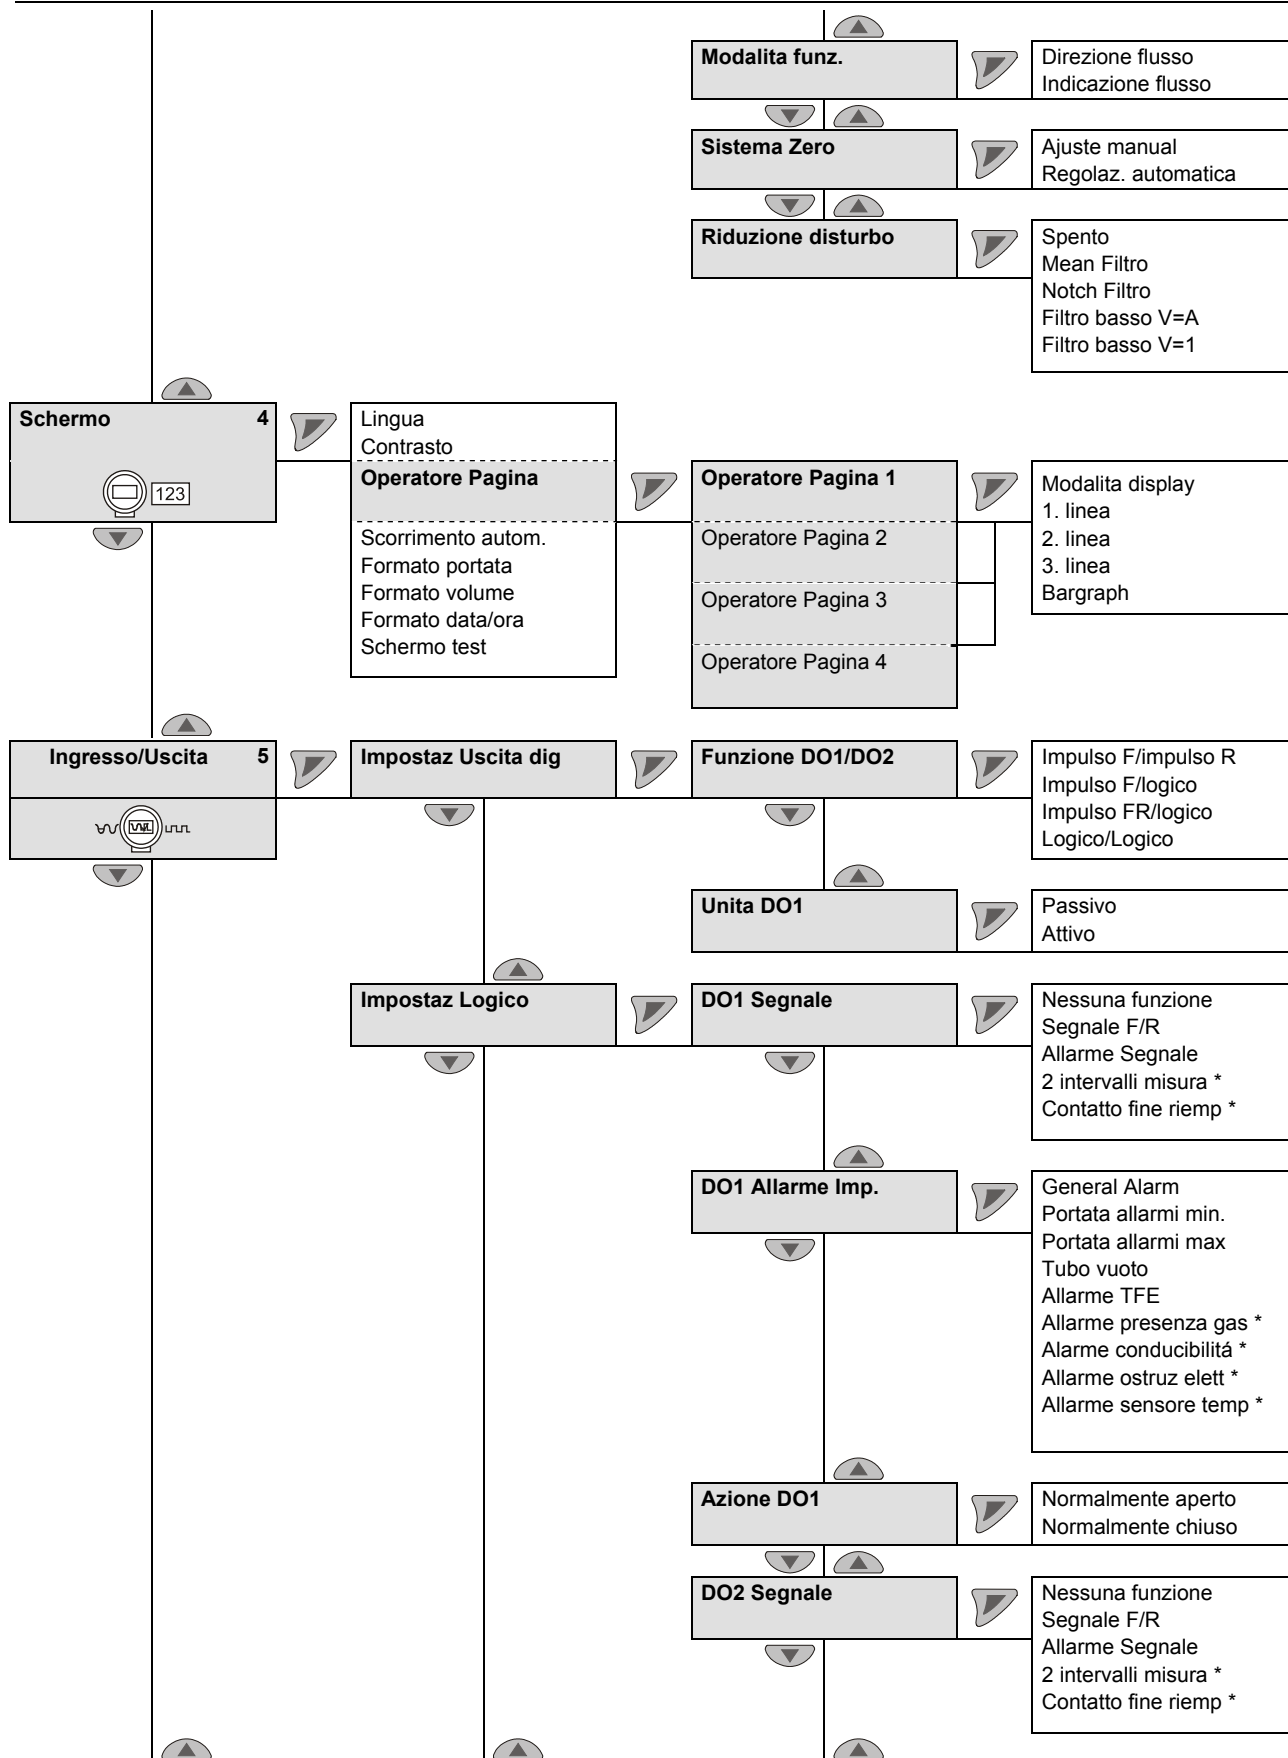 Modalita funz.
Direzione flusso
Indicazione flusso
Sistema Zero
Ajuste manual
Regolaz. automatica
Riduzione disturbo
Spento
Mean Filtro
Notch Filtro
Filtro basso V=A
Filtro basso V=1
Schermo 4
123
Lingua
Contrasto
Operatore Pagina
Scorrimento autom.
Formato portata
Formato volume
Formato data/ora
Schermo test
Operatore Pagina 1
Operatore Pagina 2
Operatore Pagina 3
Operatore Pagina 4
Modalita display
1. linea
2. linea
3. linea
Bargraph
Ingresso/Uscita 5
Impostaz Uscita dig
Funzione DO1/DO2
Impulso F/impulso R
Impulso F/logico
Impulso FR/logico
Logico/Logico
Unita DO1
Passivo
Attivo
Impostaz Logico
DO1 Segnale
Nessuna funzione
Segnale F/R
Allarme Segnale
2 intervalli misura *
Contatto fine riemp *
DO1 Allarme Imp.
General Alarm
Portata allarmi min.
Portata allarmi max
Tubo vuoto
Allarme TFE
Allarme presenza gas *
Alarme conducibilitá *
Allarme ostruz elett *
Allarme sensore temp *
Azione DO1
Normalmente aperto
Normalmente chiuso
DO2 Segnale
Nessuna funzione
Segnale F/R
Allarme Segnale
2 intervalli misura *
Contatto fine riemp *